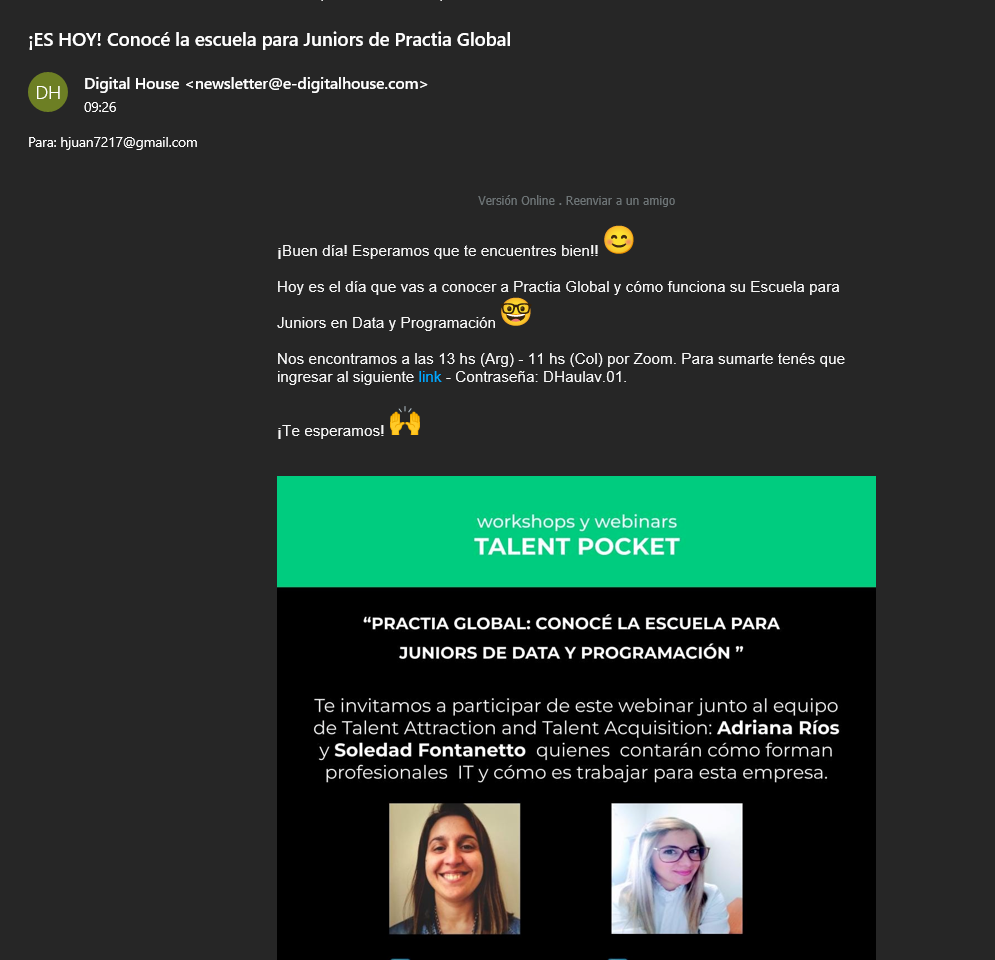 ¡ES HOY! Conocé la escuela para Juniors de Practia Global
DH
Digital House <newsletter@e-digitalhouse.com>
09:26
Para: hjuan7217@gmail.com
Versión Online . Reenviar a un amigo
¡Buen día! Esperamos que te encuentres bien!! 😊
Hoy es el día que vas a conocer a Practia Global y cómo funciona su Escuela para
Juniors en Data y Programación 🤓
Nos encontramos a las 13 hs (Arg) - 11 hs (Col) por Zoom. Para sumarte tenés que
ingresar al siguiente link - Contraseña: DHaulav.01.
¡Te esperamos! 🙌
workshops y webinars
TALENT POCKET
“PRACTIA GLOBAL: CONOCÉ LA ESCUELA PARA
JUNIORS DE DATA Y PROGRAMACIÓN ”
Te invitamos a participar de este webinar junto al equipo
de Talent Attraction and Talent Acquisition: Adriana Ríos
y Soledad Fontanetto quienes contarán cómo forman
profesionales IT y cómo es trabajar para esta empresa.